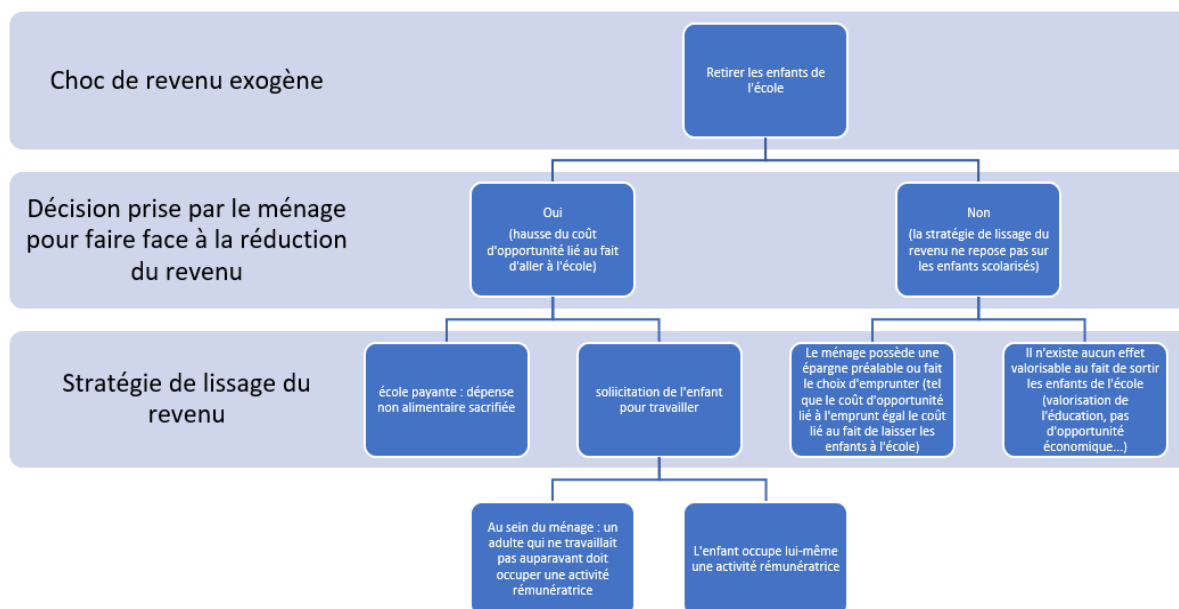 Choc de revenu exogène
Retirer les enfants de
l'école
Décision prise par le ménage
pour faire face à la réduction
du revenu
Oui
(hausse du coût
d'opportunité lié au fait
d'aller à l'école)
Non
(la stratégie de lissage du
revenu ne repose pas sur
les enfants scolarisés)
Stratégie de lissage du
revenu
école payante : dépense
non alimentaire sacrifiée
soliicitation de l'enfant
pour travailler
Le ménage possède une
épargne préalable ou fait
le choix d'emprunter (tel
que le coût d'opportunité
lié à l'emprunt égal le coût
lié au fait de laisser les
enfants à l'école)
Il n'existe aucun effet
valorisable au fait de sortir
les enfants de l'école
(valorisation de
l'éducation, pas
d'opportunité
économique...)
Au sein du ménage : un
adulte qui ne travaillait
pas auparavant doit
occuper une activité
rémunératrice
L'enfant occupe lui-même
une activité rémunératrice